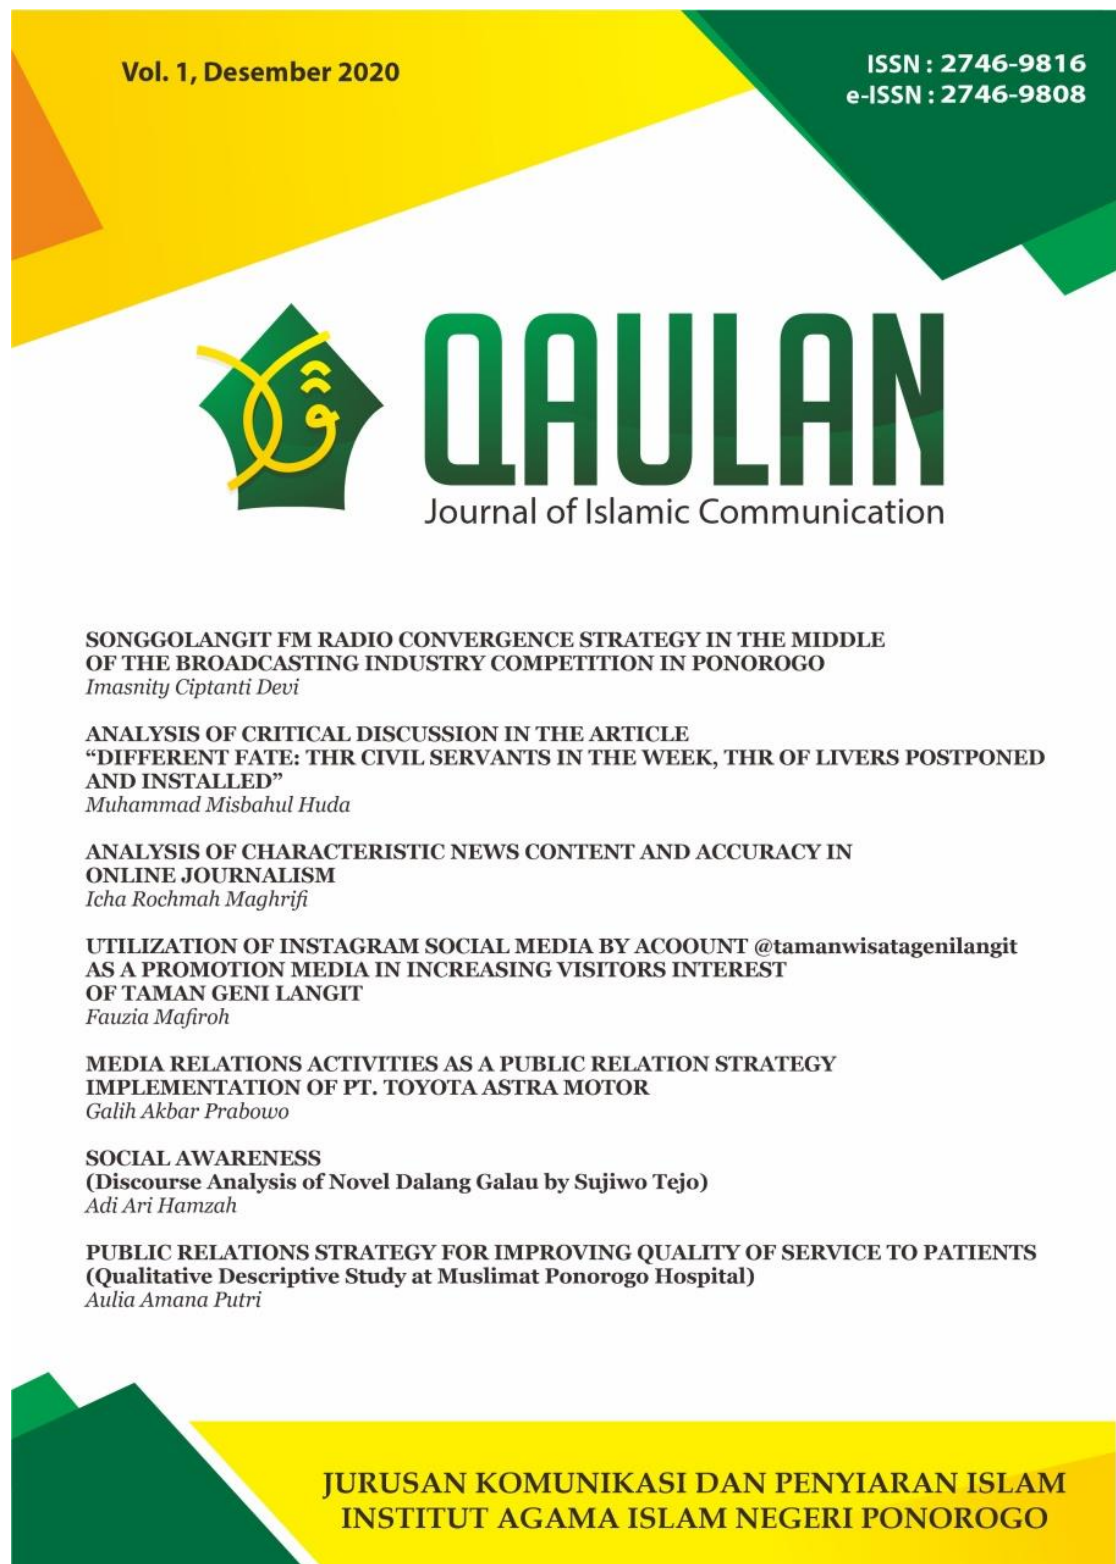 Vol. 1, Desember 2020
ISSN : 2746-9816
e-ISSN : 2746-9808
QAULAN
Journal of Islamic Communication
SONGGOLANGIT FM RADIO CONVERGENCE STRATEGY IN THE MIDDLE
OF THE BROADCASTING INDUSTRY COMPETITION IN PONOROGO
Imasnity Ciptanti Devi
ANALYSIS OF CRITICAL DISCUSSION IN THE ARTICLE
“DIFFERENT FATE: THR CIVIL SERVANTS IN THE WEEK, THR OF LIVERS POSTPONED
AND INSTALLED”
Muhammad Misbahul Huda
ANALYSIS OF CHARACTERISTIC NEWS CONTENT AND ACCURACY IN
ONLINE JOURNALISM
Icha Rochmah Maghrifi
UTILIZATION OF INSTAGRAM SOCIAL MEDIA BY ACOOUNT @tamanwisatagenilangit
AS A PROMOTION MEDIA IN INCREASING VISITORS INTEREST
OF TAMAN GENI LANGIT
Fauzia Mafiroh
MEDIA RELATIONS ACTIVITIES AS A PUBLIC RELATION STRATEGY
IMPLEMENTATION OF PT. TOYOTA ASTRA MOTOR
Galih Akbar Prabowo
SOCIAL AWARENESS
(Discourse Analysis of Novel Dalang Galau by Sujiwo Tejo)
Adi Ari Hamzah
PUBLIC RELATIONS STRATEGY FOR IMPROVING QUALITY OF SERVICE TO PATIENTS
(Qualitative Descriptive Study at Muslimat Ponorogo Hospital)
Aulia Amana Putri
JURUSAN KOMUNIKASI DAN PENYIARAN ISLAM
INSTITUT AGAMA ISLAM NEGERI PONOROGO